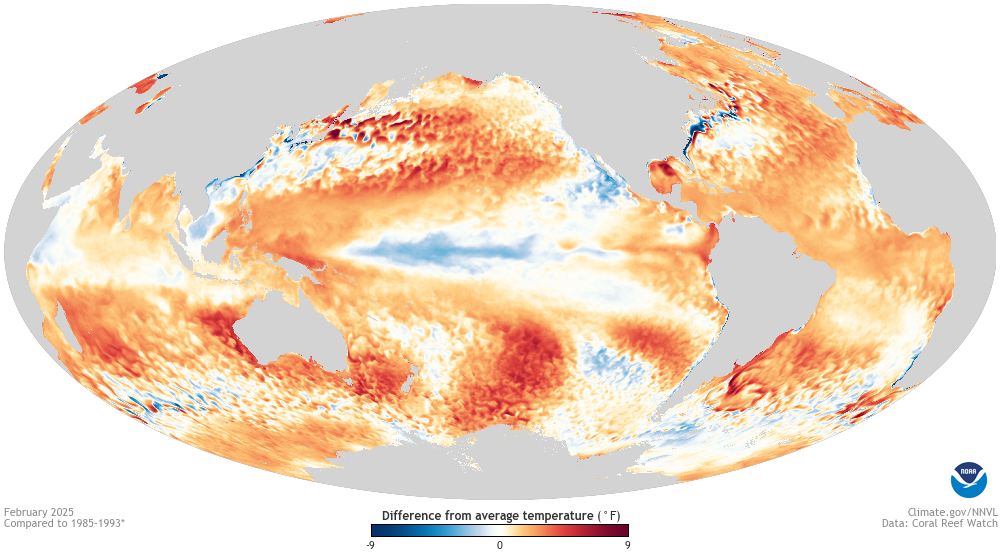 NOAA
February 2025
Compared to 1985-1993*
Difference from average temperature (°F)
-9 0 9
Climate.gov/NNVL
Data: Coral Reef Watch